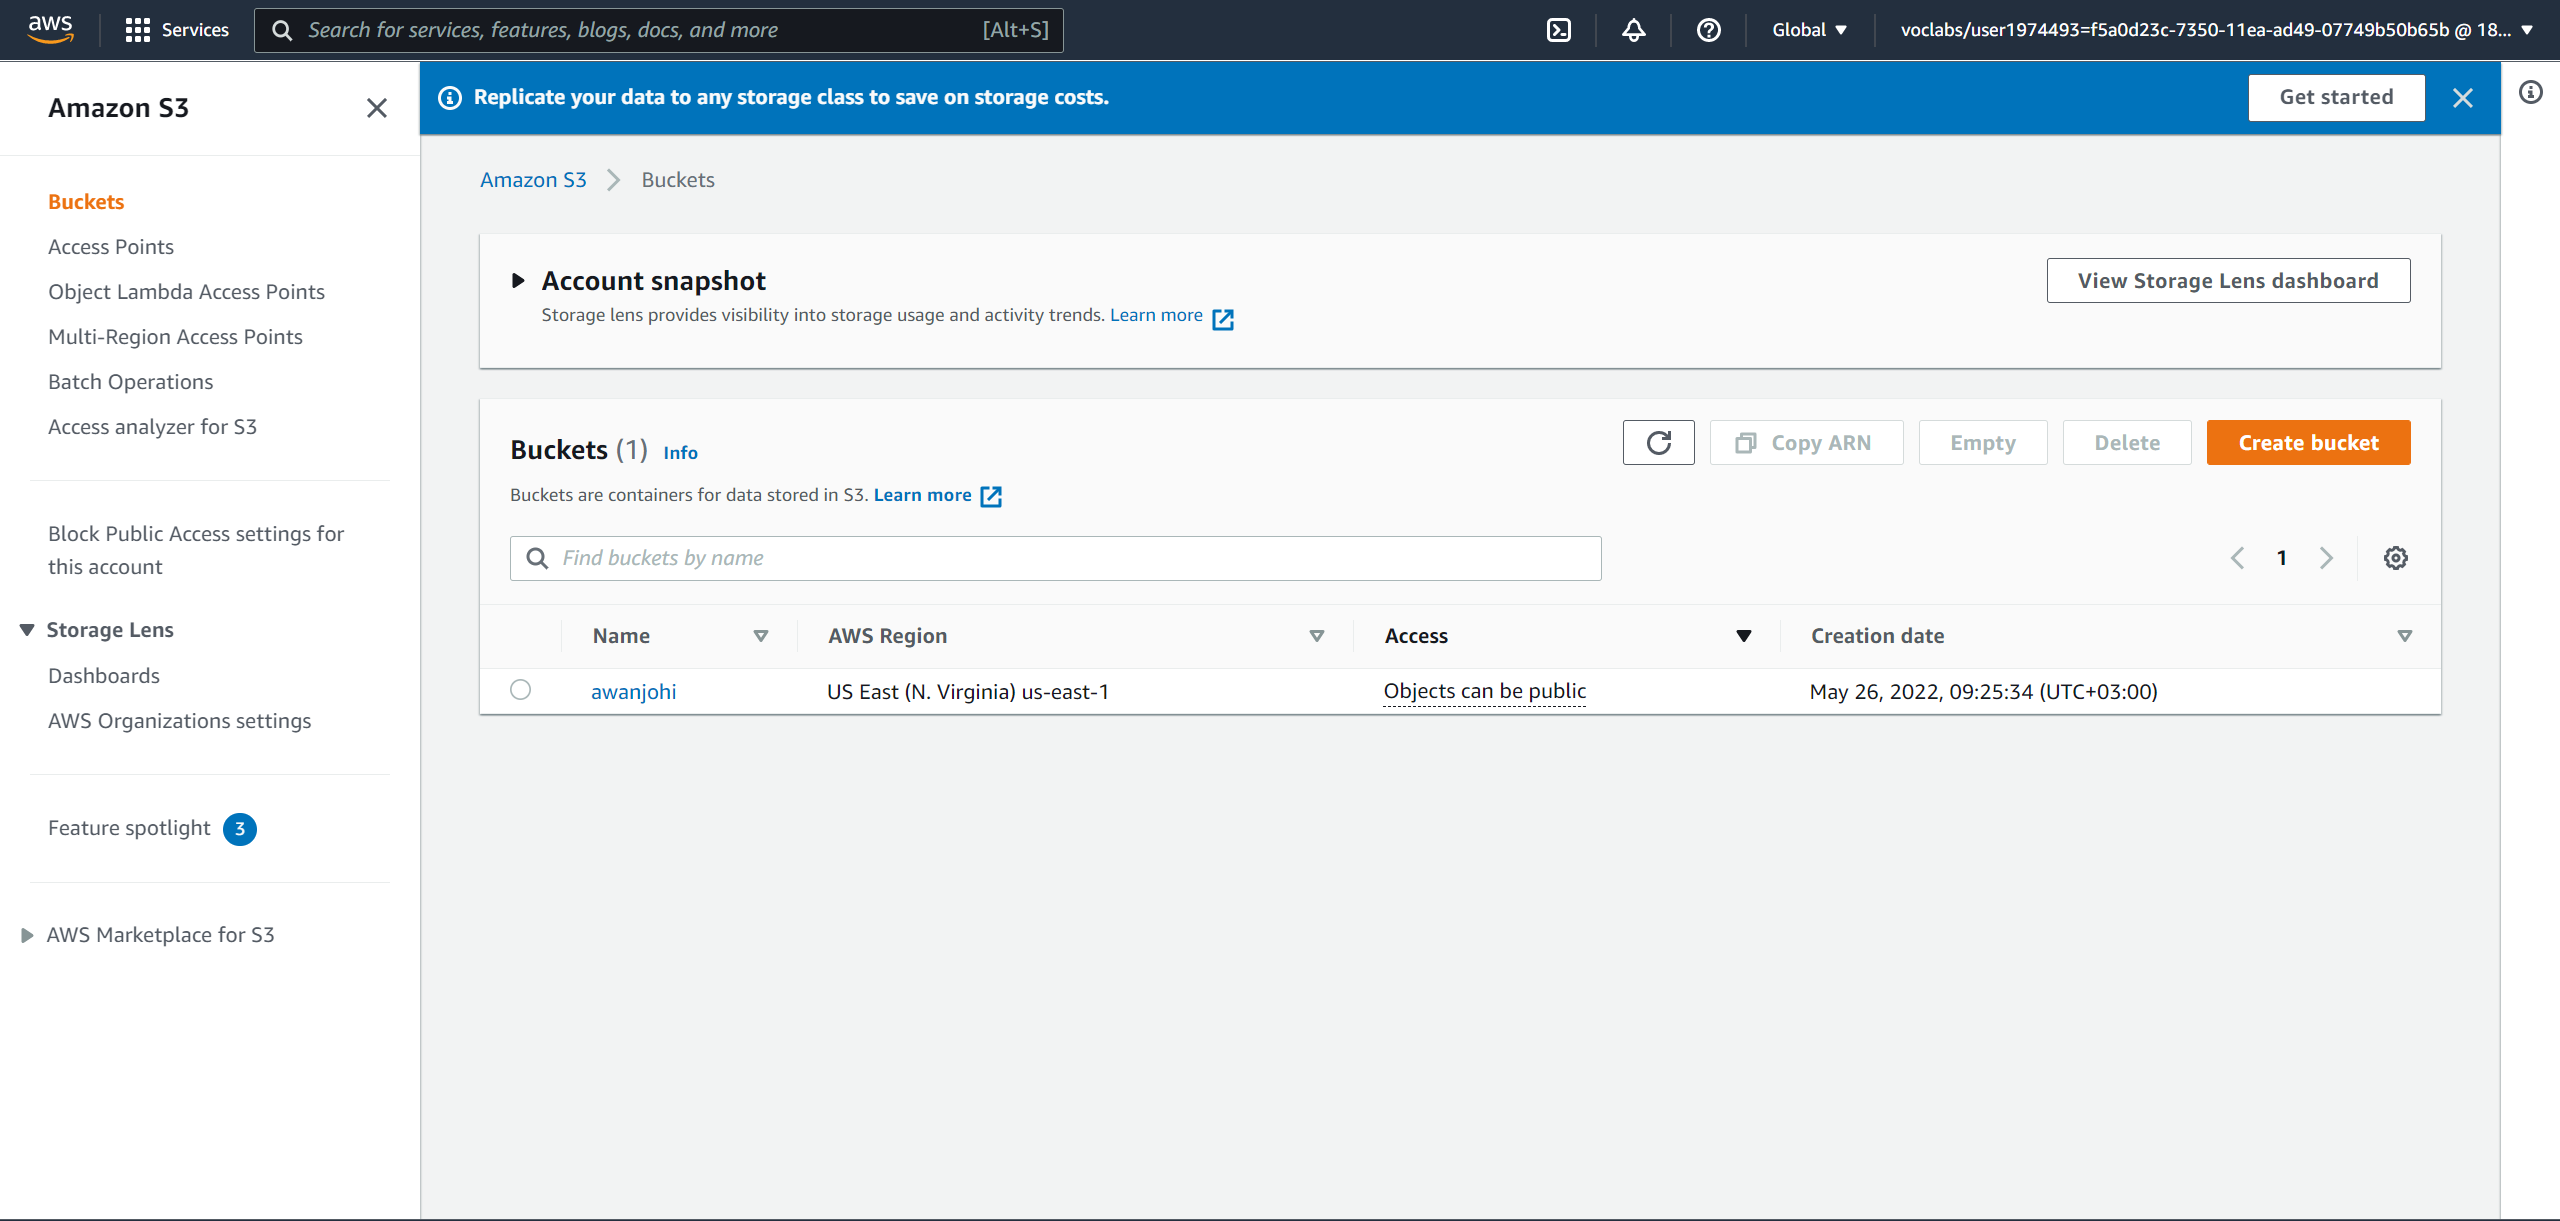 aws
Services
Search for services, features, blogs, docs, and more
[Alt+S]
Global
voclabs/user1974493=f5a0d23c-7350-11ea-ad49-07749b50b65b @ 18...
Amazon S3
Buckets
Access Points
Object Lambda Access Points
Multi-Region Access Points
Batch Operations
Access analyzer for S3
Block Public Access settings for
this account
Storage Lens
Dashboards
AWS Organizations settings
Feature spotlight 3
AWS Marketplace for S3
Replicate your data to any storage class to save on storage costs.
Get started
Amazon S3 Buckets
Account snapshot
Storage lens provides visibility into storage usage and activity trends. Learn more
View Storage Lens dashboard
Buckets (1) Info
Copy ARN
Empty
Delete
Create bucket
Buckets are containers for data stored in S3. Learn more
Find buckets by name
1
Name AWS Region Access Creation date
awanjohi US East (N. Virginia) us-east-1 Objects can be public May 26, 2022, 09:25:34 (UTC+03:00)